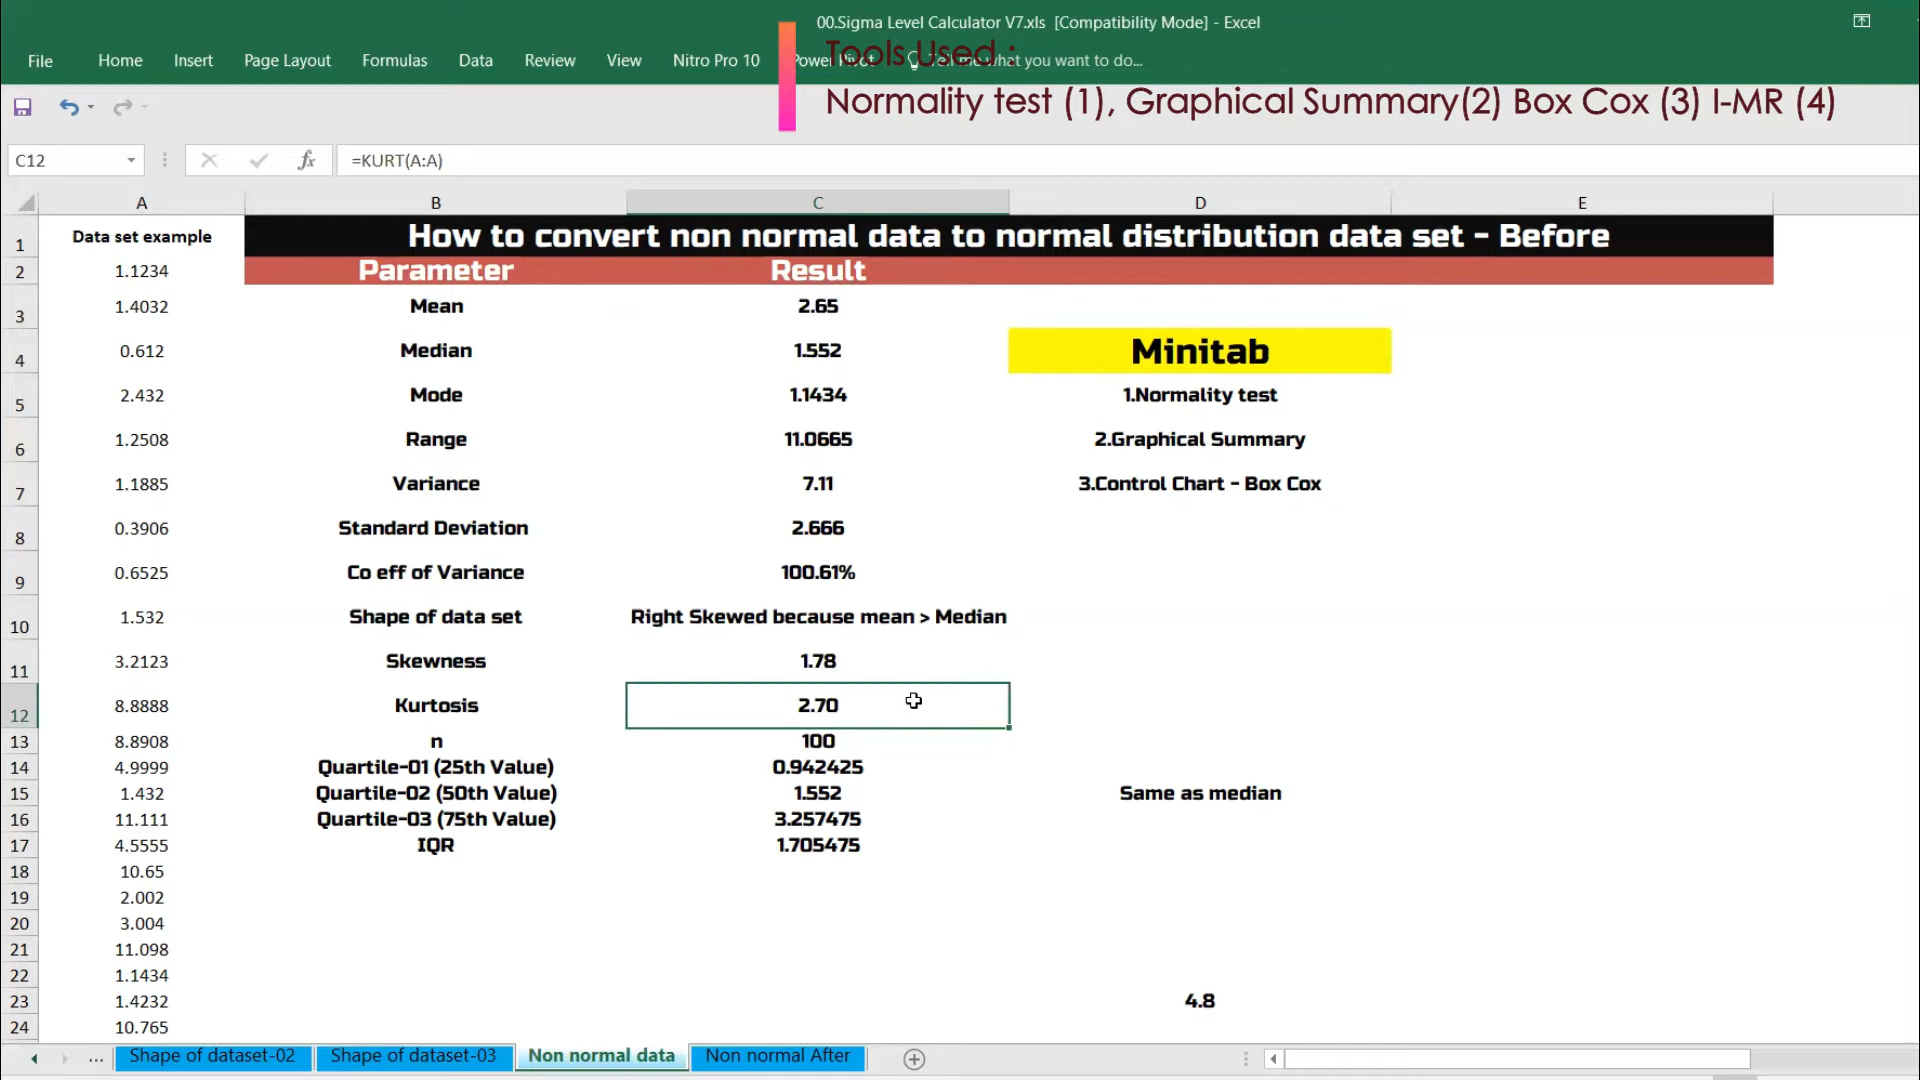 00.Sigma Level Calculator V7.xls [Compatibility Mode] - Excel
Tools Used :
File Home Insert Page Layout Formulas Data Review View Nitro Pro 10 Power Pivot Tell me what you want to do...
Normality test (1), Graphical Summary(2) Box Cox (3) I-MR (4)
C12 fx =KURT(A:A)
A B C D E
1 Data set example How to convert non normal data to normal distribution data set - Before
2 1.1234 Parameter Result
3 1.4032 Mean 2.65
4 0.612 Median 1.552 Minitab
5 2.432 Mode 1.1434 1.Normality test
6 1.2508 Range 11.0665 2.Graphical Summary
7 1.1885 Variance 7.11 3.Control Chart - Box Cox
8 0.3906 Standard Deviation 2.666
9 0.6525 Co eff of Variance 100.61%
10 1.532 Shape of data set Right Skewed because mean > Median
11 3.2123 Skewness 1.78
12 8.8888 Kurtosis 2.70
13 8.8908 n 100
14 4.9999 Quartile-01 (25th Value) 0.942425
15 1.432 Quartile-02 (50th Value) 1.552 Same as median
16 11.111 Quartile-03 (75th Value) 3.257475
17 4.5555 IQR 1.705475
18 10.65
19 2.002
20 3.004
21 11.098
22 1.1434
23 1.4232 4.8
24 10.765
... Shape of dataset-02 Shape of dataset-03 Non normal data Non normal After